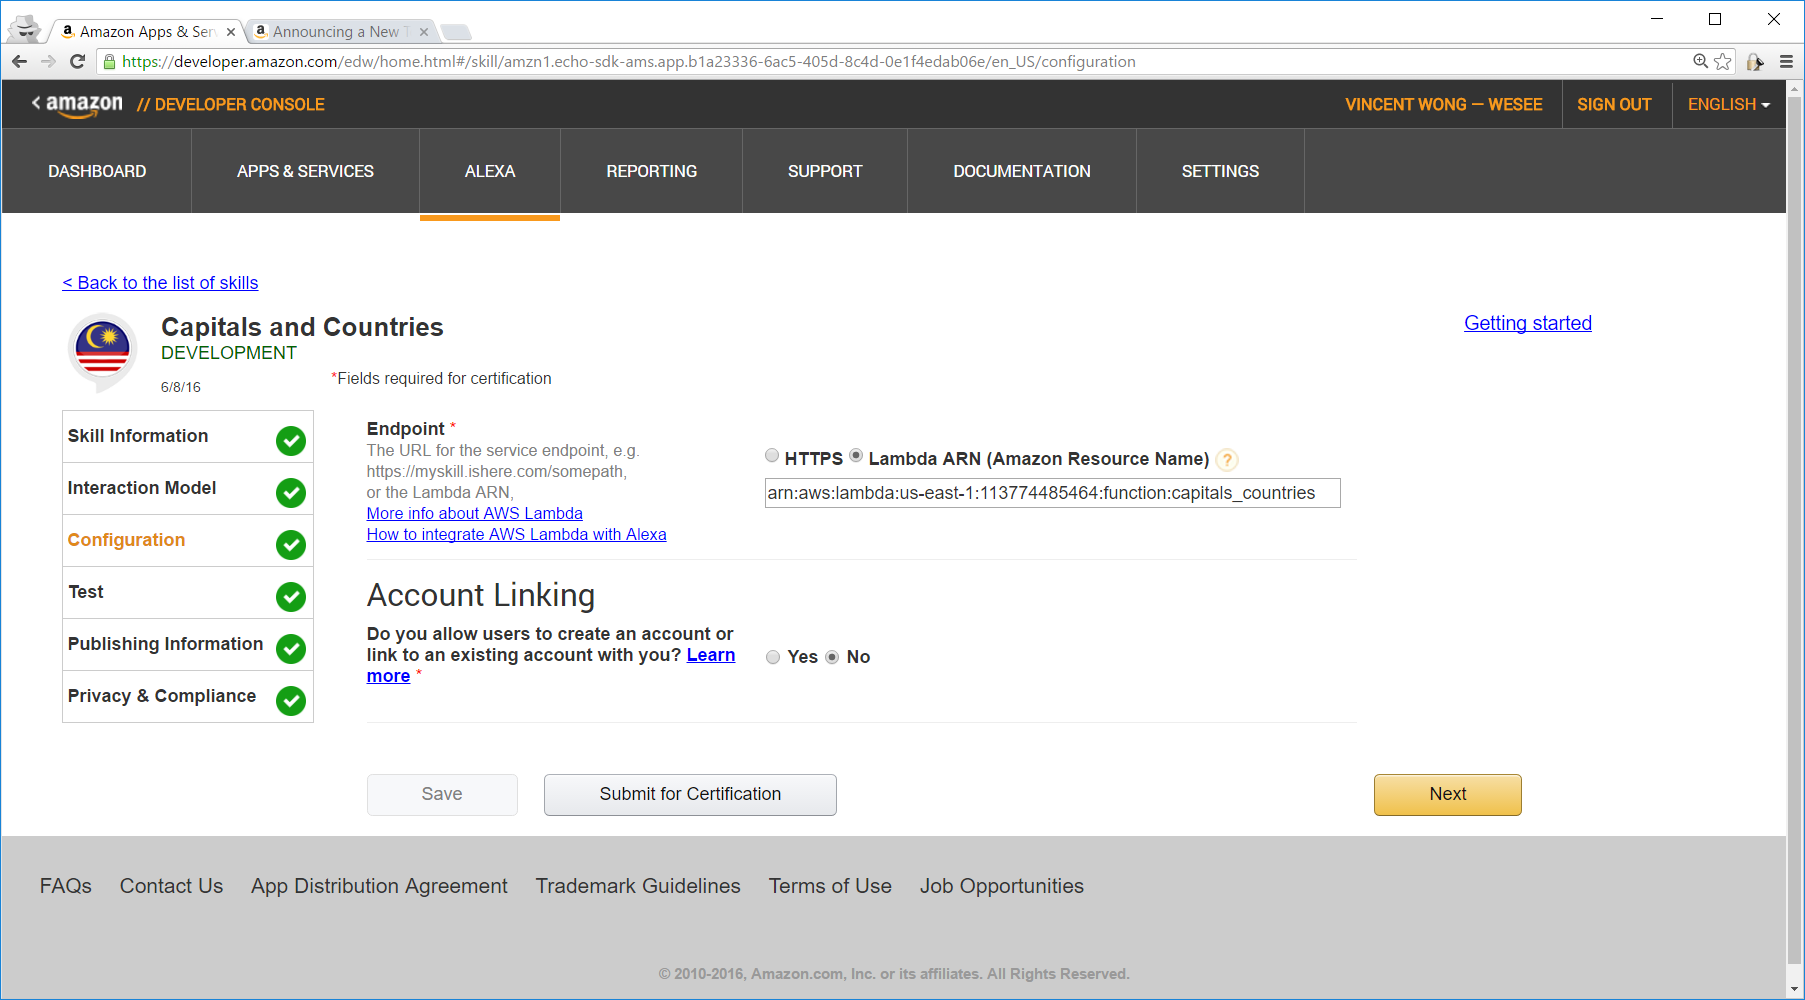 Amazon Apps & Ser
Announcing a New T
https://developer.amazon.com/edw/home.html#/skill/amzn1.echo-sdk-ams.app.b1a23336-6ac5-405d-8c4d-0e1f4edab06e/en_US/configuration
< amazon // DEVELOPER CONSOLE
VINCENT WONG — WESEE
SIGN OUT
ENGLISH
DASHBOARD
APPS & SERVICES
ALEXA
REPORTING
SUPPORT
DOCUMENTATION
SETTINGS
< Back to the list of skills
Capitals and Countries
DEVELOPMENT
6/8/16
Getting started
*Fields required for certification
Skill Information
Interaction Model
Configuration
Test
Publishing Information
Privacy & Compliance
Endpoint *
The URL for the service endpoint, e.g.
https://myskill.ishere.com/somepath,
or the Lambda ARN,
More info about AWS Lambda
How to integrate AWS Lambda with Alexa
HTTPS Lambda ARN (Amazon Resource Name) ?
arn:aws:lambda:us-east-1:113774485464:function:capitals_countries
Account Linking
Do you allow users to create an account or
link to an existing account with you? Learn
more *
Yes No
Save
Submit for Certification
Next
FAQs
Contact Us
App Distribution Agreement
Trademark Guidelines
Terms of Use
Job Opportunities
© 2010-2016, Amazon.com, Inc. or its affiliates. All Rights Reserved.